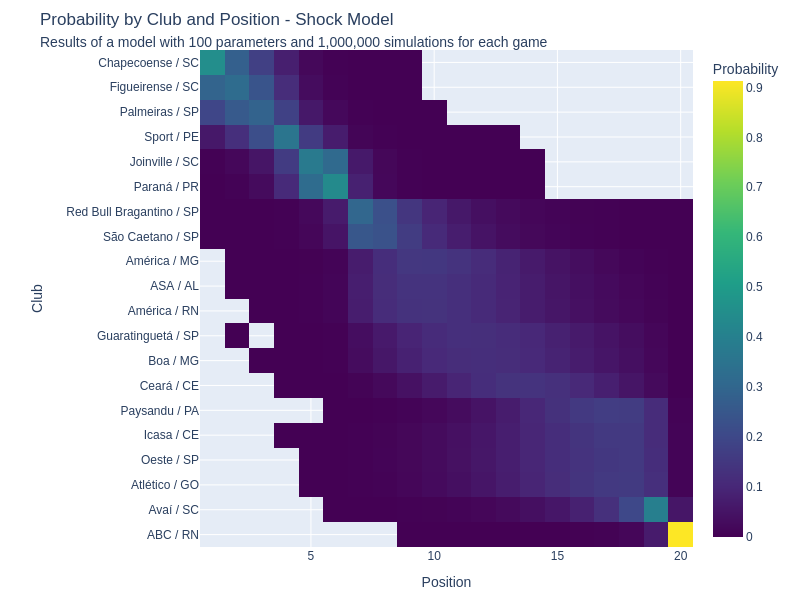 Probability by Club and Position - Shock Model
Results of a model with 100 parameters and 1,000,000 simulations for each game
Probability
Club
Chapecoense / SC
Figueirense / SC
Palmeiras / SP
Sport / PE
Joinville / SC
Paraná / PR
Red Bull Bragantino / SP
São Caetano / SP
América / MG
ASA / AL
América / RN
Guaratinguetá / SP
Boa / MG
Ceará / CE
Paysandu / PA
Icasa / CE
Oeste / SP
Atlético / GO
Avaí / SC
ABC / RN
0.9
0.8
0.7
0.6
0.5
0.4
0.3
0.2
0.1
0
5 10 15 20
Position